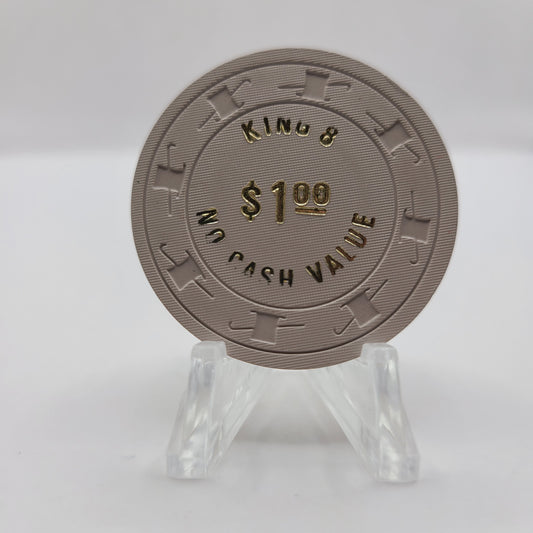 KING 8
$1.00
NO CASH VALUE